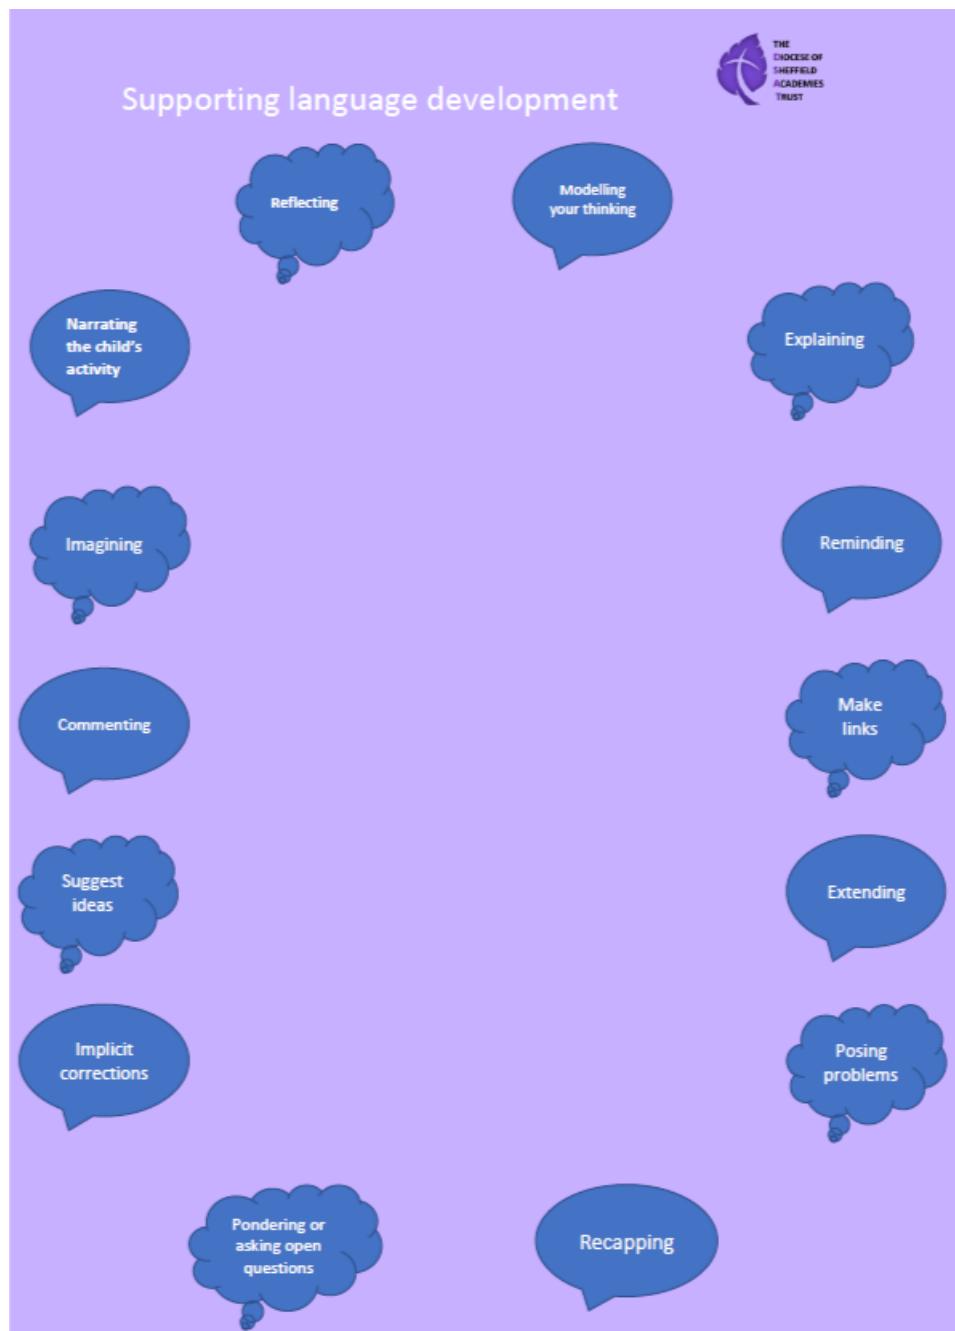 THE
DIOCESE OF
SHEFFIELD
ACADEMIES
TRUST
Supporting language development
Reflecting
Modelling
your thinking
Narrating
the child's
activity
Explaining
Imagining
Reminding
Commenting
Make
links
Suggest
ideas
Extending
Implicit
corrections
Posing
problems
Pondering or
asking open
questions
Recapping